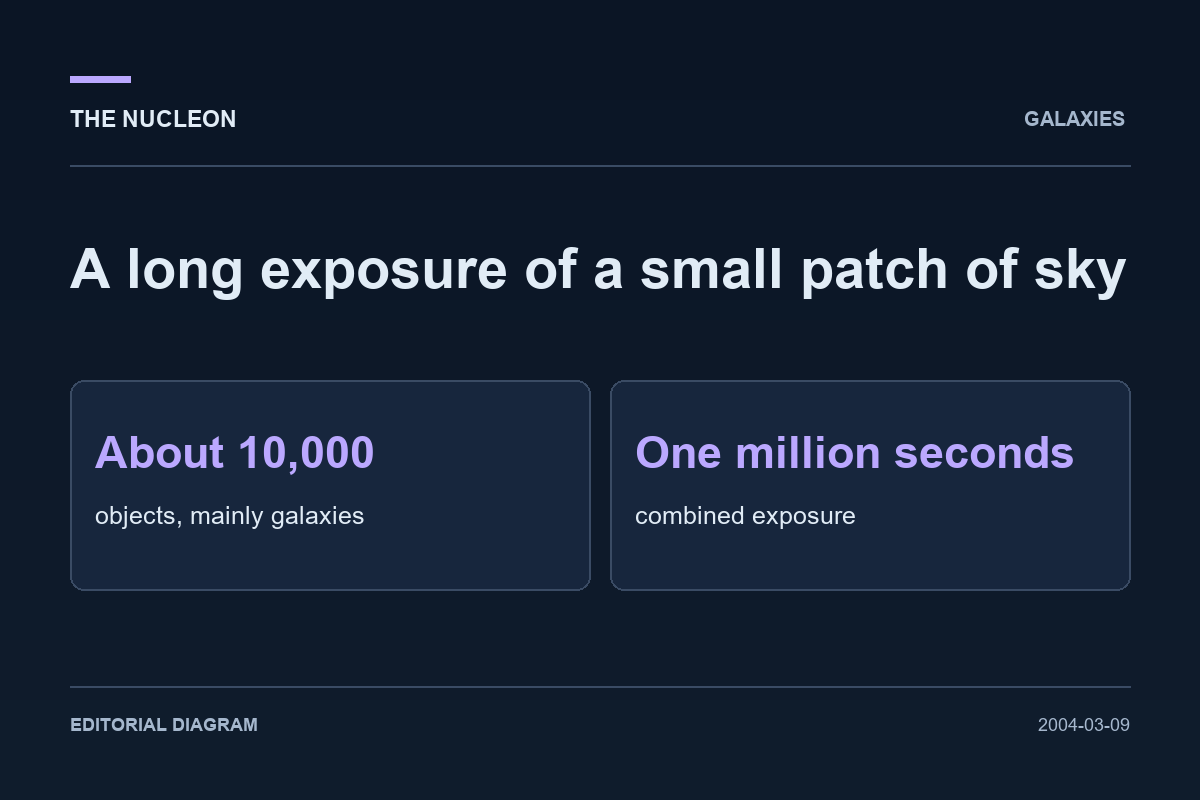 THE NUCLEON
GALAXIES
A long exposure of a small patch of sky
About 10,000
objects, mainly galaxies
One million seconds
combined exposure
EDITORIAL DIAGRAM
2004-03-09